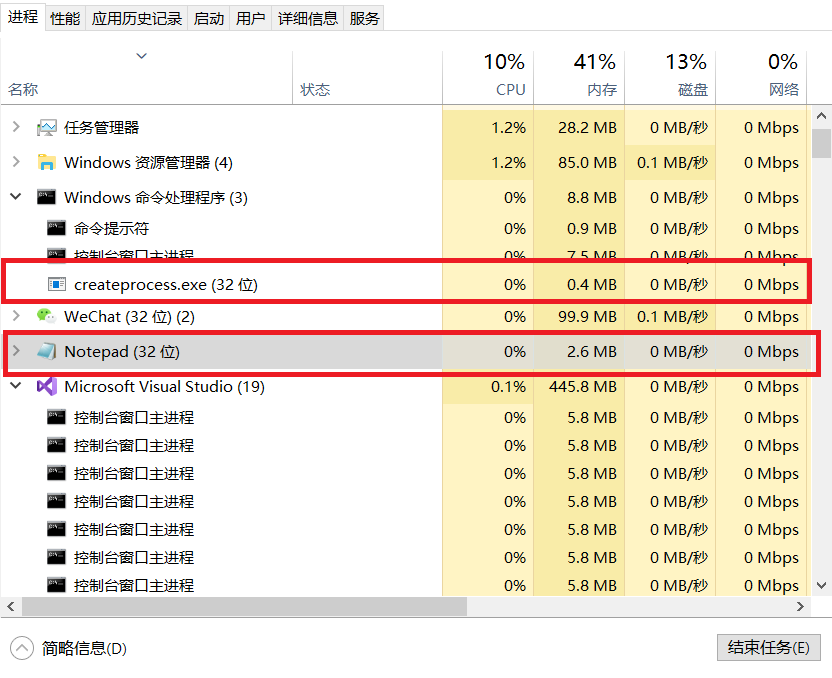 进程 性能 应用历史记录 启动 用户 详细信息 服务
10% 41% 13% 0%
名称 状态 CPU 内存 磁盘 网络
任务管理器 1.2% 28.2 MB 0 MB/秒 0 Mbps
Windows 资源管理器 (4) 1.2% 85.0 MB 0.1 MB/秒 0 Mbps
Windows 命令处理程序 (3) 0% 8.8 MB 0 MB/秒 0 Mbps
命令提示符 0% 0.9 MB 0 MB/秒 0 Mbps
控制台窗口主进程 0% 7.5 MB 0 MB/秒 0 Mbps
createprocess.exe (32 位) 0% 0.4 MB 0 MB/秒 0 Mbps
WeChat (32 位) (2) 0% 99.9 MB 0.1 MB/秒 0 Mbps
Notepad (32 位) 0% 2.6 MB 0 MB/秒 0 Mbps
Microsoft Visual Studio (19) 0.1% 445.8 MB 0 MB/秒 0 Mbps
控制台窗口主进程 0% 5.8 MB 0 MB/秒 0 Mbps
控制台窗口主进程 0% 5.8 MB 0 MB/秒 0 Mbps
控制台窗口主进程 0% 5.8 MB 0 MB/秒 0 Mbps
控制台窗口主进程 0% 5.8 MB 0 MB/秒 0 Mbps
控制台窗口主进程 0% 5.8 MB 0 MB/秒 0 Mbps
控制台窗口主进程 0% 5.8 MB 0 MB/秒 0 Mbps
控制台窗口主进程 0% 5.8 MB 0 MB/秒 0 Mbps
简略信息(D) 结束任务(E)